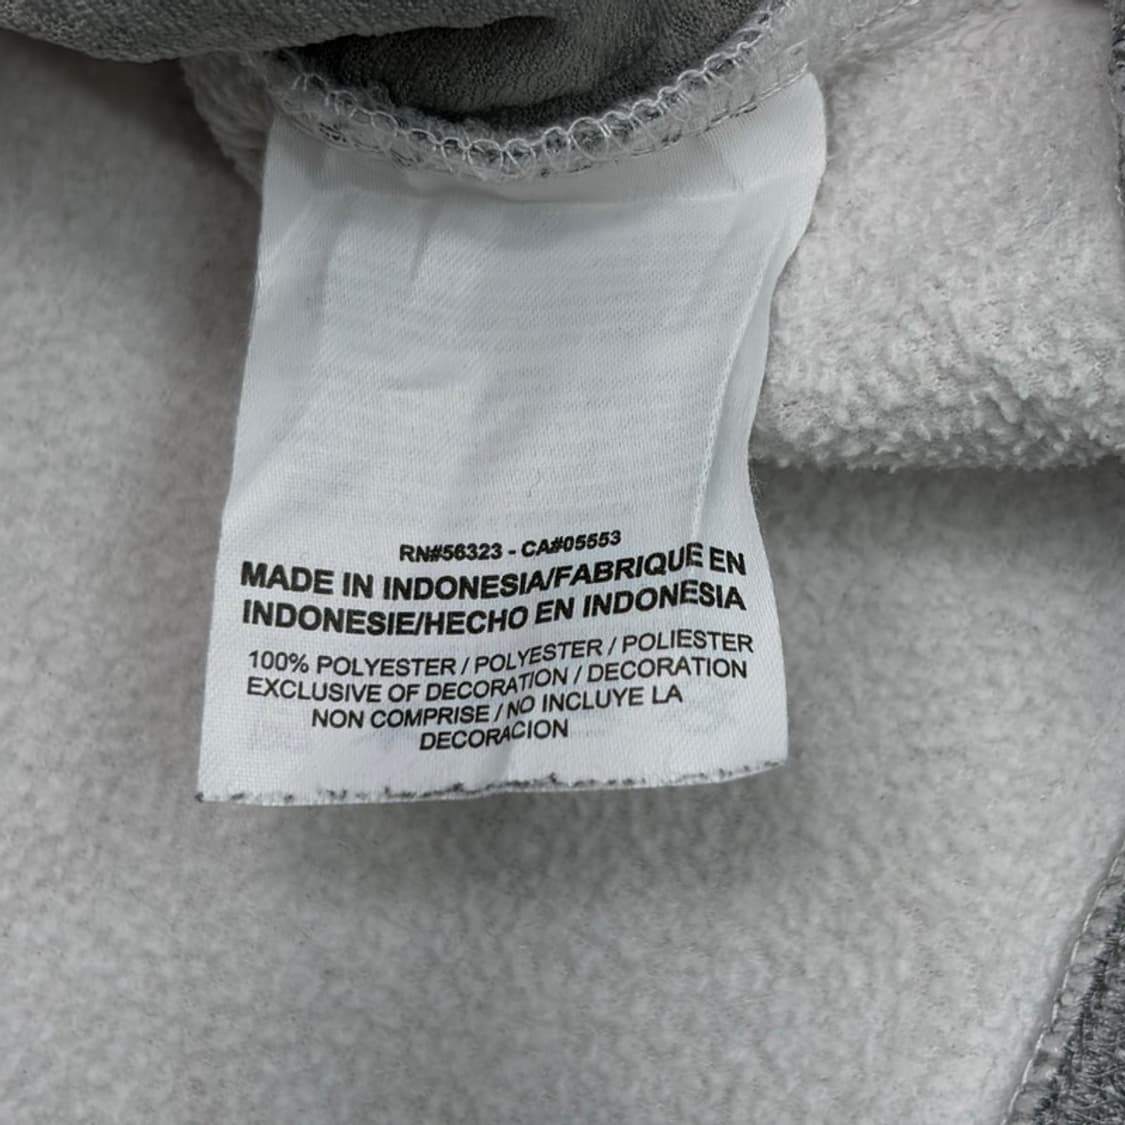 RN#56323 - CA#05553
MADE IN INDONESIA/FABRIQUE EN
INDONESIE/HECHO EN INDONESIA
100% POLYESTER / POLYESTER / POLIESTER
EXCLUSIVE OF DECORATION / DECORATION
NON COMPRISE / NO INCLUYE LA
DECORACION